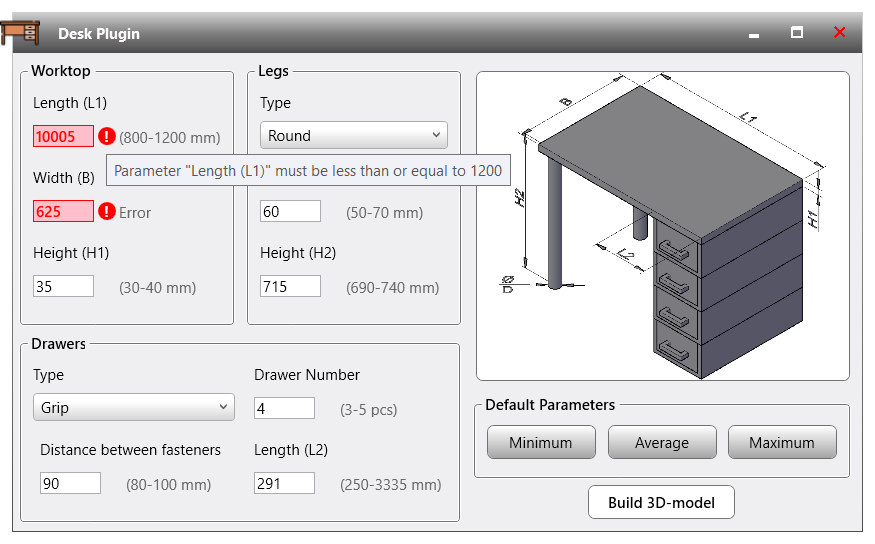 Desk Plugin
Worktop
Length (L1)
10005 (800-1200 mm)
Parameter "Length (L1)" must be less than or equal to 1200
Width (B)
625 Error
Height (H1)
35 (30-40 mm)
Legs
Type
Round
60 (50-70 mm)
Height (H2)
715 (690-740 mm)
Drawers
Type
Grip
Drawer Number
4 (3-5 pcs)
Distance between fasteners
90 (80-100 mm)
Length (L2)
291 (250-3335 mm)
B
L1
H2
H1
L2
Ø
D
Default Parameters
Minimum
Average
Maximum
Build 3D-model